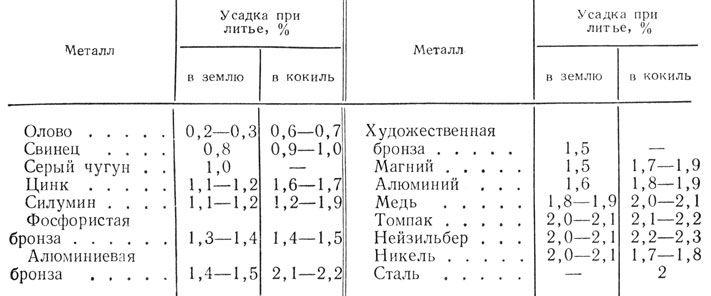 Металл
Усадка при
литье, %
в землю в кокиль
Олово . . . . . 0,2—0,3 0,6—0,7
Свинец . . . . . 0,8 0,9—1,0
Серый чугун . . 1,0 —
Цинк . . . . . 1,1—1,2 1,6—1,7
Силумин . . . . 1,1—1,2 1,2—1,9
Фосфористая
бронза . . . . . . 1,3—1,4 1,4—1,5
Алюминиевая
бронза . . . . . 1,4—1,5 2,1—2,2
Металл
Усадка при
литье, %
в землю в кокиль
Художественная
бронза . . . . . 1,5 —
Магний . . . . . 1,5 1,7—1,9
Алюминий . . . 1,6 1,8—1,9
Медь . . . . . 1,8—1,9 2,0—2,1
Томпак . . . . . 2,0—2,1 2,1—2,2
Нейзильбер . . . 2,0—2,1 2,2—2,3
Никель . . . . . 2,0—2,1 1,7—1,8
Сталь . . . . . — 2